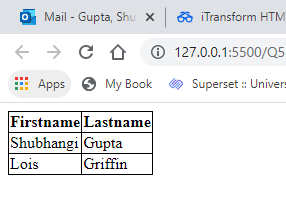 Mail - Gupta, Shu
iTransform HTM
127.0.0.1:5500/Q5
Apps My Book Superset :: Univers
Firstname Lastname
Shubhangi Gupta
Lois Griffin